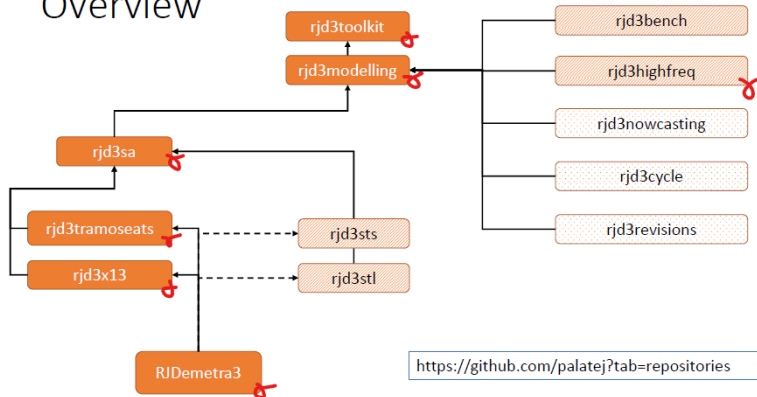 Overview
rjd3toolkit
rjd3modelling
rjd3bench
rjd3highfreq
rjd3nowcasting
rjd3cycle
rjd3revisions
rjd3sa
rjd3tramoseats
rjd3x13
rjd3sts
rjd3stl
RJDemetra3
https://github.com/palatej?tab=repositories